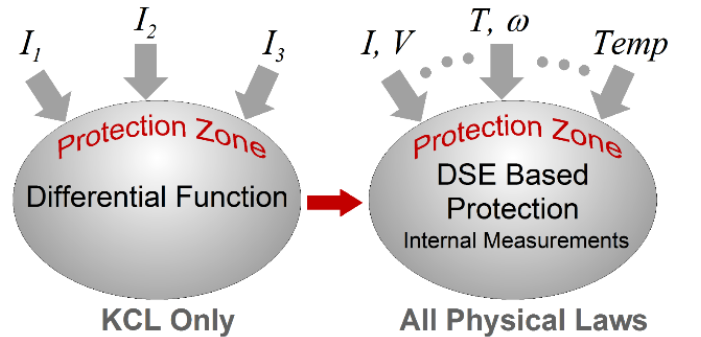 I1
I2
I3
Protection Zone
Differential Function
KCL Only
I, V
T, ω
Temp
Protection Zone
DSE Based
Protection
Internal Measurements
All Physical Laws